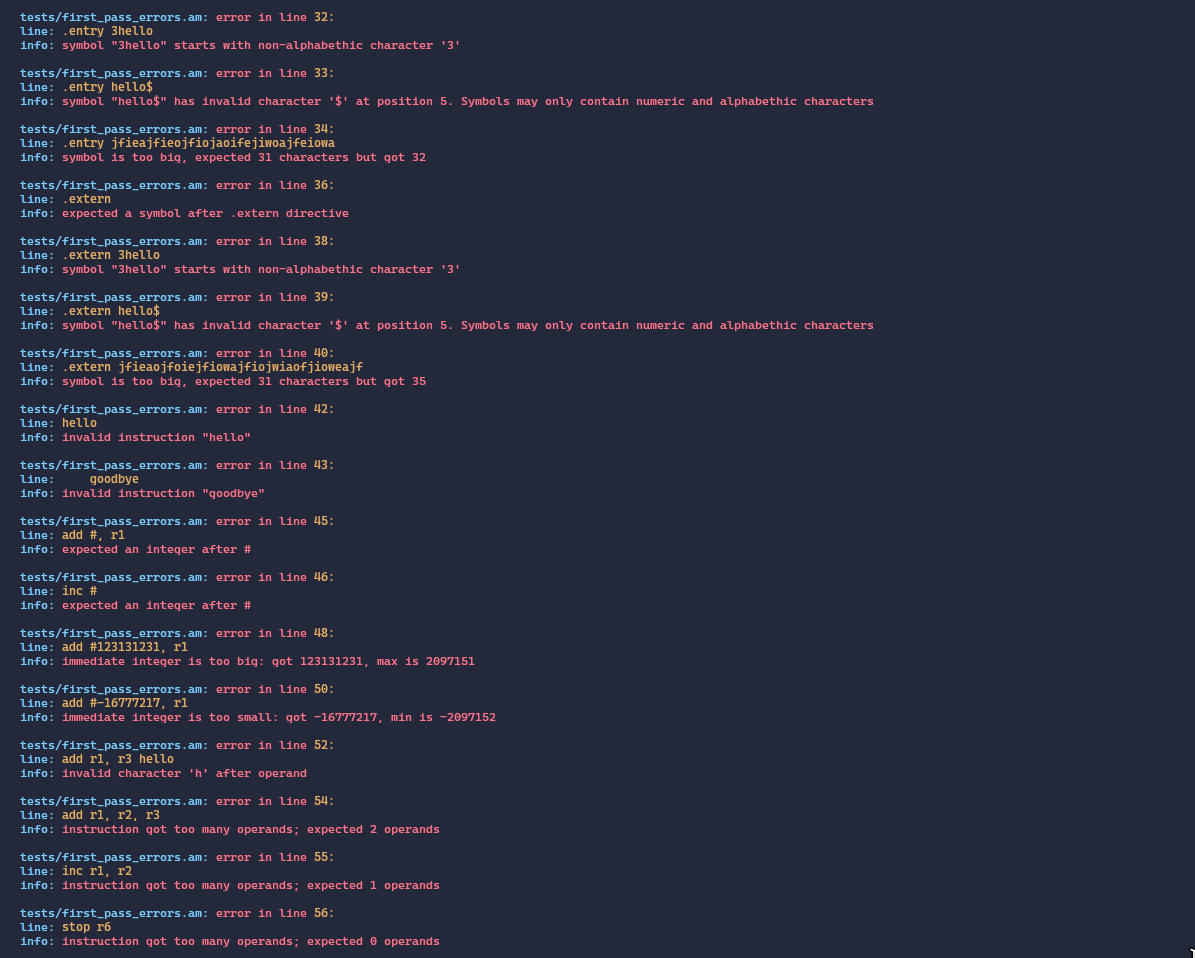 tests/first_pass_errors.am: error in line 32:
line: .entry 3hello
info: symbol "3hello" starts with non-alphabethic character '3'
tests/first_pass_errors.am: error in line 33:
line: .entry hello$
info: symbol "hello$" has invalid character '$' at position 5. Symbols may only contain numeric and alphabethic characters
tests/first_pass_errors.am: error in line 34:
line: .entry jfieajfieojfiojaoifejiwoajfeiowa
info: symbol is too big, expected 31 characters but got 32
tests/first_pass_errors.am: error in line 36:
line: .extern
info: expected a symbol after .extern directive
tests/first_pass_errors.am: error in line 38:
line: .extern 3hello
info: symbol "3hello" starts with non-alphabethic character '3'
tests/first_pass_errors.am: error in line 39:
line: .extern hello$
info: symbol "hello$" has invalid character '$' at position 5. Symbols may only contain numeric and alphabethic characters
tests/first_pass_errors.am: error in line 40:
line: .extern jfieaojfoiejfiowajfiojwiaofjioweajf
info: symbol is too big, expected 31 characters but got 35
tests/first_pass_errors.am: error in line 42:
line: hello
info: invalid instruction "hello"
tests/first_pass_errors.am: error in line 43:
line:     goodbye
info: invalid instruction "goodbye"
tests/first_pass_errors.am: error in line 45:
line: add #, r1
info: expected an integer after #
tests/first_pass_errors.am: error in line 46:
line: inc #
info: expected an integer after #
tests/first_pass_errors.am: error in line 48:
line: add #123131231, r1
info: immediate integer is too big: got 123131231, max is 2097151
tests/first_pass_errors.am: error in line 50:
line: add #-16777217, r1
info: immediate integer is too small: got -16777217, min is -2097152
tests/first_pass_errors.am: error in line 52:
line: add r1, r3 hello
info: invalid character 'h' after operand
tests/first_pass_errors.am: error in line 54:
line: add r1, r2, r3
info: instruction got too many operands; expected 2 operands
tests/first_pass_errors.am: error in line 55:
line: inc r1, r2
info: instruction got too many operands; expected 1 operands
tests/first_pass_errors.am: error in line 56:
line: stop r6
info: instruction got too many operands; expected 0 operands